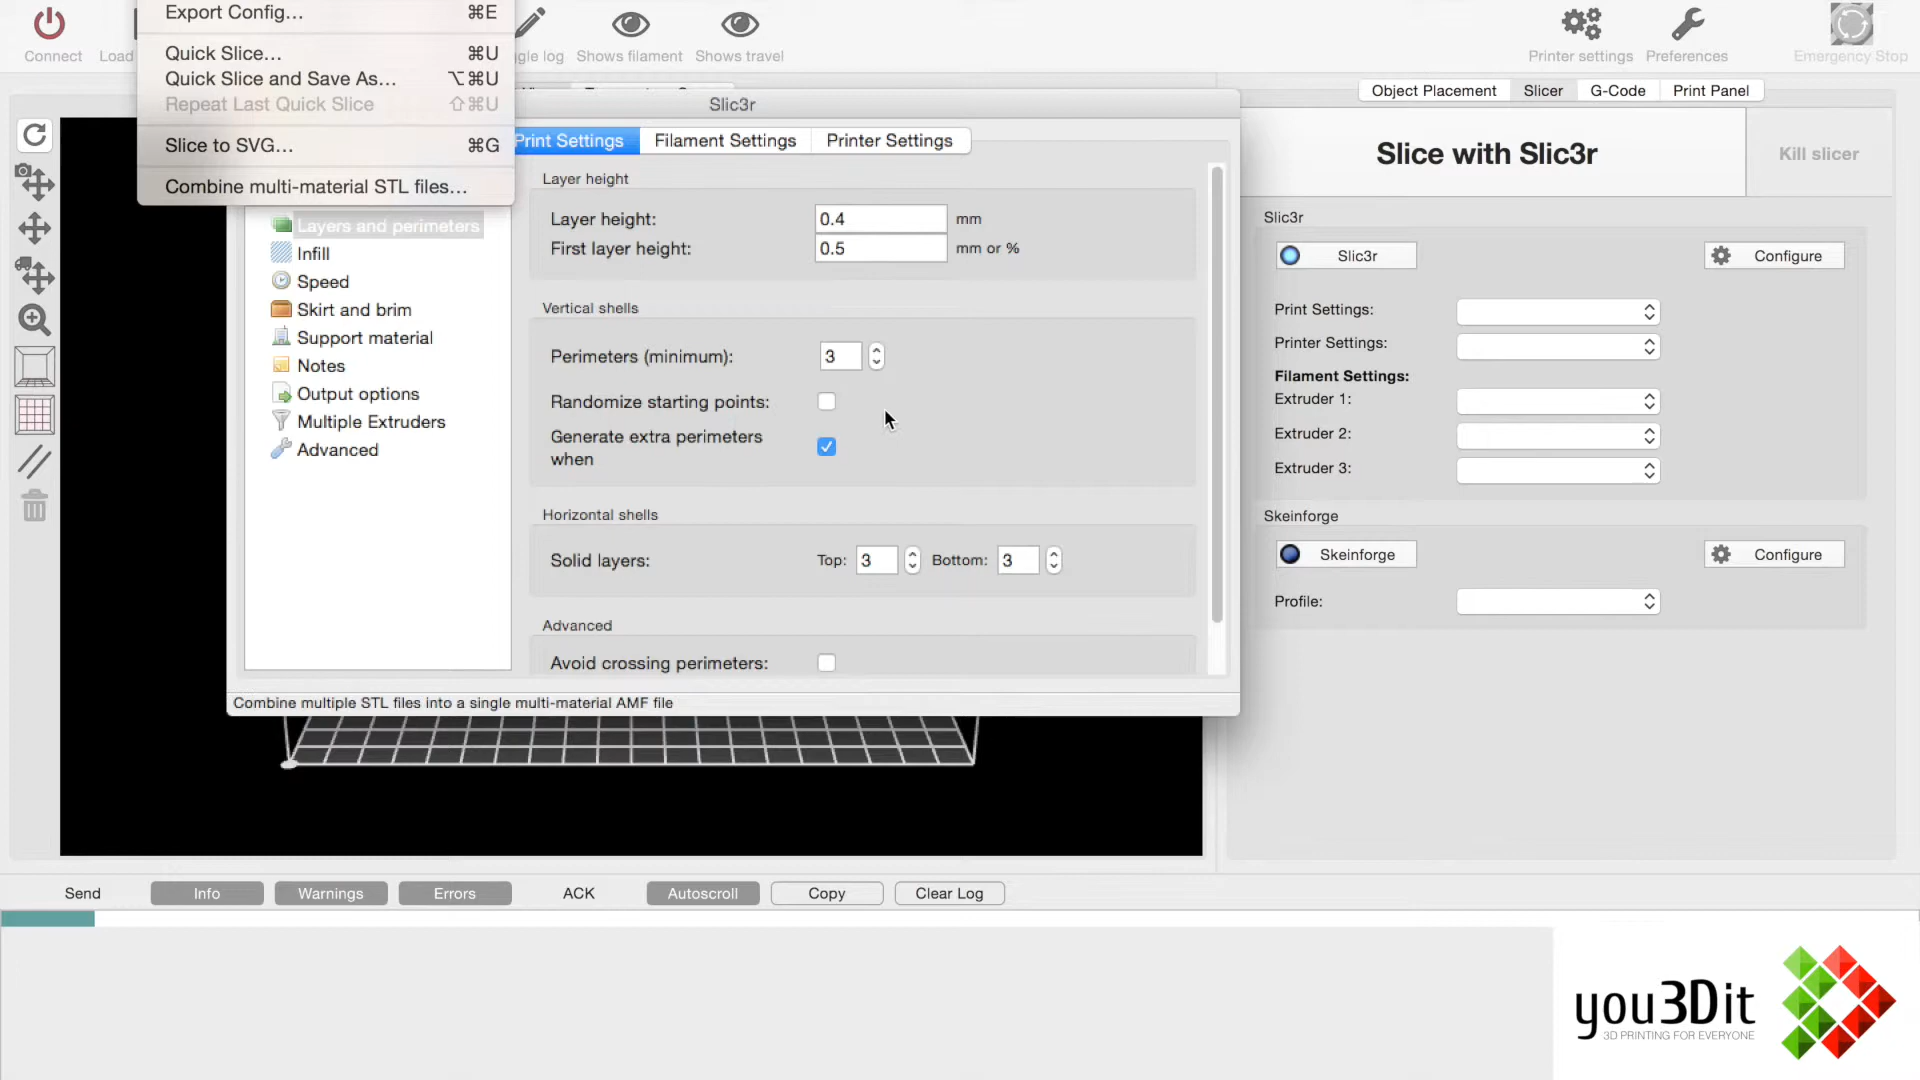 Export Config... ⌘E
Quick Slice... ⌘U
Quick Slice and Save As... ⌥⌘U
Repeat Last Quick Slice ⇧⌘U
Slice to SVG... ⌘G
Combine multi-material STL files...
Connect
Load
gle log
Shows filament
Shows travel
Printer settings
Preferences
Emergency Stop
Slic3r
Print Settings
Filament Settings
Printer Settings
Layers and perimeters
Infill
Speed
Skirt and brim
Support material
Notes
Output options
Multiple Extruders
Advanced
Layer height
Layer height: 0.4 mm
First layer height: 0.5 mm or %
Vertical shells
Perimeters (minimum): 3
Randomize starting points:
Generate extra perimeters
when
Horizontal shells
Solid layers: Top: 3 Bottom: 3
Advanced
Avoid crossing perimeters:
Combine multiple STL files into a single multi-material AMF file
Object Placement
Slicer
G-Code
Print Panel
Slice with Slic3r
Kill slicer
Slic3r
Slic3r
Configure
Print Settings:
Printer Settings:
Filament Settings:
Extruder 1:
Extruder 2:
Extruder 3:
Skeinforge
Skeinforge
Configure
Profile:
Send
Info
Warnings
Errors
ACK
Autoscroll
Copy
Clear Log
you3Dit
3D PRINTING FOR EVERYONE